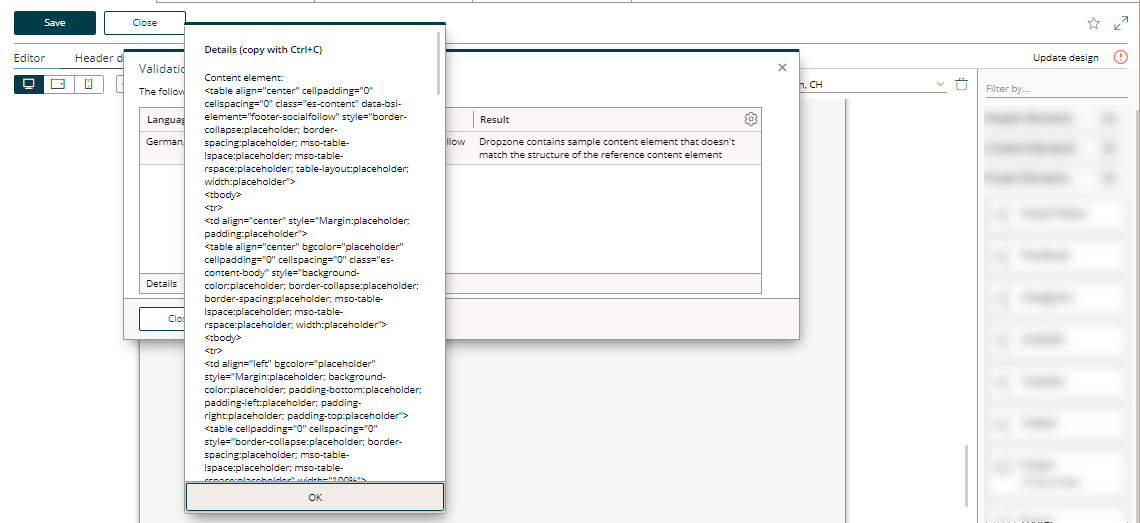 Save
Close
Editor
Header d
Update design
Validatio
The follow
n, CH
Filter by...
Languag
Result
German,
llow
Dropzone contains sample content element that doesn't
match the structure of the reference content element
Details
Clos
Details (copy with Ctrl+C)
Content element:
<table align="center" cellpadding="0"
cellspacing="0" class="es-content" data-bsi-
element="footer-socialfollow" style="border-
collapse:placeholder; border-
spacing:placeholder; mso-table-
lspace:placeholder; mso-table-
rspace:placeholder; table-layout:placeholder;
width:placeholder">
<tbody>
<tr>
<td align="center" style="Margin:placeholder;
padding:placeholder">
<table align="center" bgcolor="placeholder"
cellpadding="0" cellspacing="0" class="es-
content-body" style="background-
color:placeholder; border-collapse:placeholder;
border-spacing:placeholder; mso-table-
lspace:placeholder; mso-table-
rspace:placeholder; width:placeholder">
<tbody>
<tr>
<td align="left" bgcolor="placeholder"
style="Margin:placeholder; background-
color:placeholder; padding-bottom:placeholder;
padding-left:placeholder; padding-
right:placeholder; padding-top:placeholder">
<table cellpadding="0" cellspacing="0"
style="border-collapse:placeholder; border-
spacing:placeholder; mso-table-
lspace:placeholder; mso-table-
rspace:placeholder" width="100%">
OK